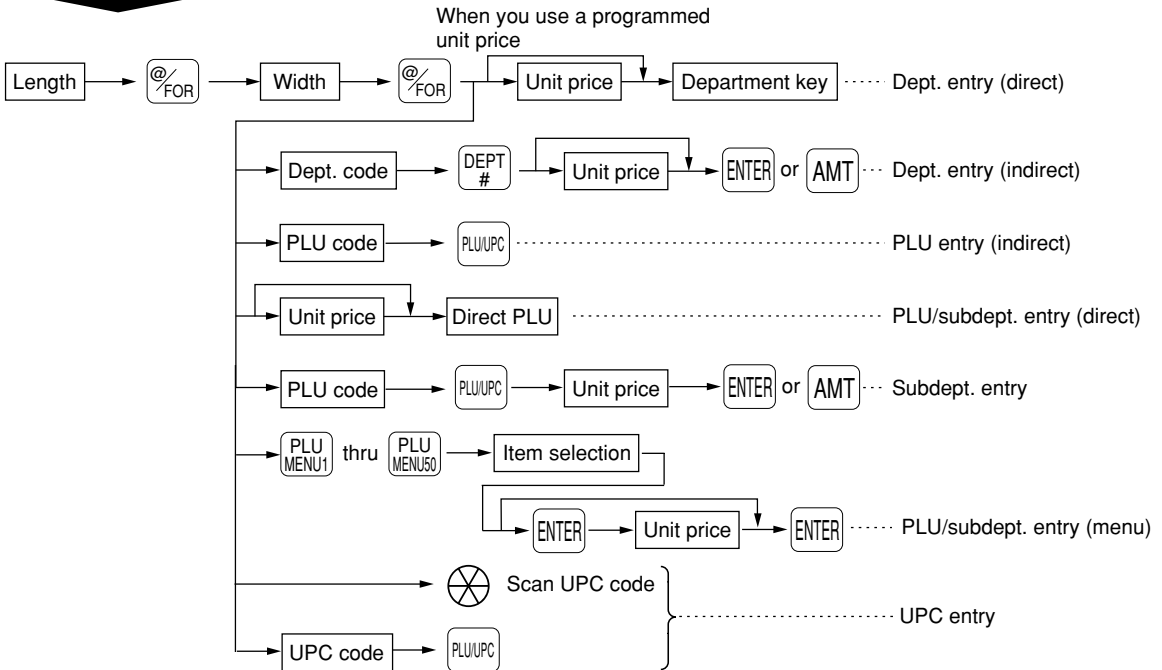 When you use a programmed
unit price
Length @/FOR Width @/FOR Unit price Department key Dept. entry (direct)
Dept. code DEPT # Unit price ENTER or AMT Dept. entry (indirect)
PLU code PLU/UPC PLU entry (indirect)
Unit price Direct PLU PLU/subdept. entry (direct)
PLU code PLU/UPC Unit price ENTER or AMT Subdept. entry
PLU MENU1 thru PLU MENU50 Item selection
ENTER Unit price ENTER PLU/subdept. entry (menu)
Scan UPC code
UPC entry
UPC code PLU/UPC